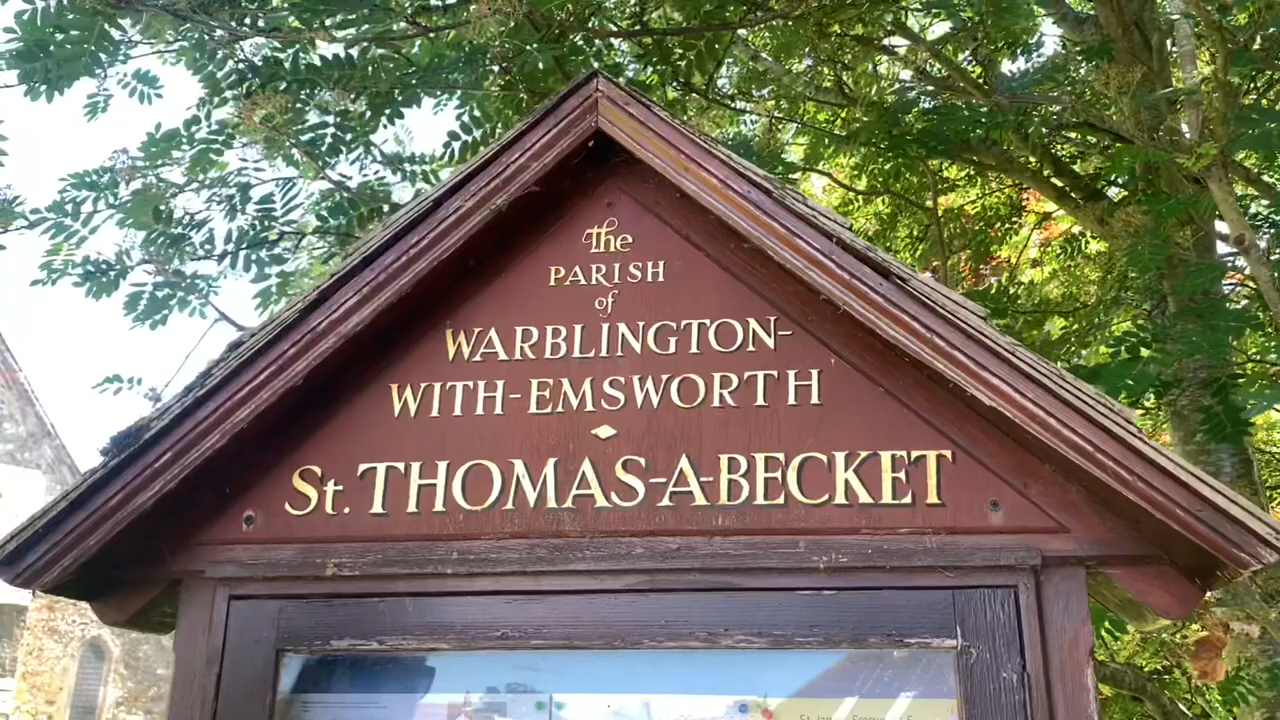 The
PARISH
of
WARBLINGTON-
WITH-EMSWORTH
St. THOMAS-A-BECKET